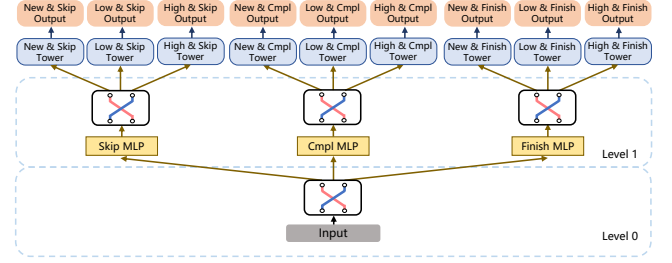 New & Skip Output
Low & Skip Output
High & Skip Output
New & Cmpl Output
Low & Cmpl Output
High & Cmpl Output
New & Finish Output
Low & Finish Output
High & Finish Output
New & Skip Tower
Low & Skip Tower
High & Skip Tower
New & Cmpl Tower
Low & Cmpl Tower
High & Cmpl Tower
New & Finish Tower
Low & Finish Tower
High & Finish Tower
Skip MLP
Cmpl MLP
Finish MLP
Level 1
Input
Level 0